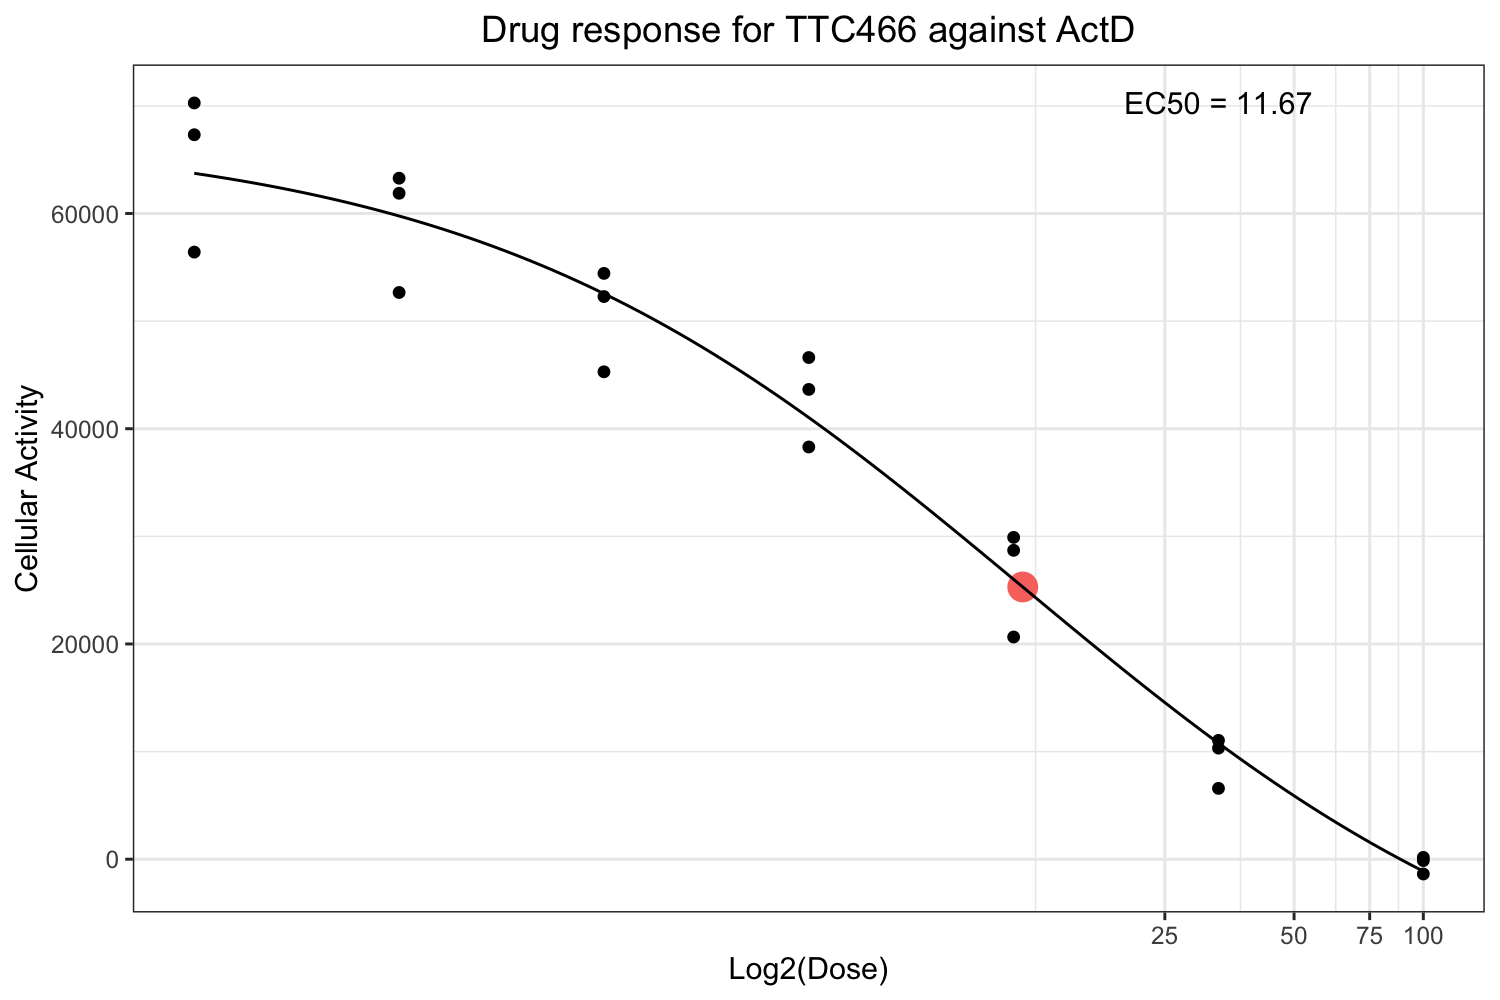 Drug response for TTC466 against ActD
EC50 = 11.67
Cellular Activity
60000
40000
20000
0
25 50 75 100
Log2(Dose)